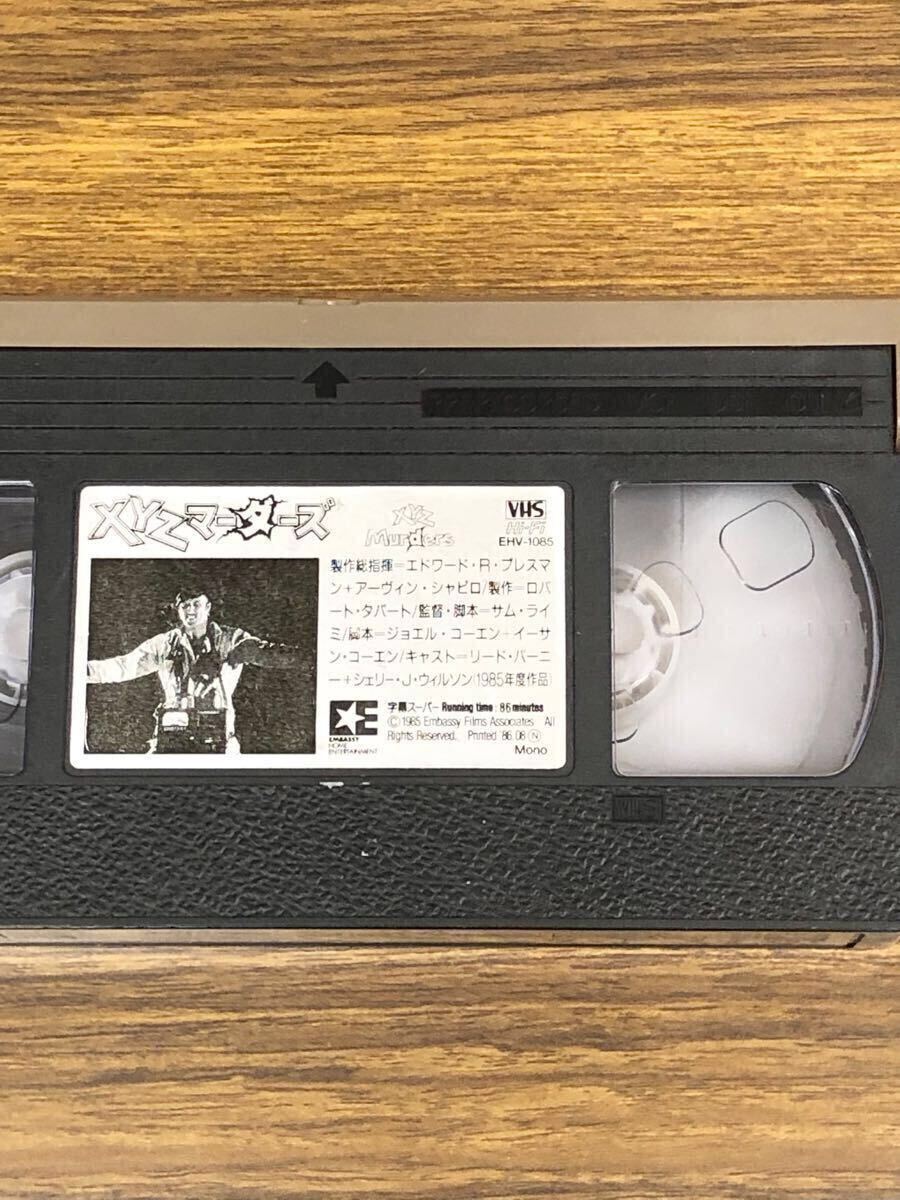 XYZマーダーズ
XYZ
Murders
VHS
Hi-Fi
EHV-1085
製作総指揮=エドワード・R・プレスマ
ン+アーヴィン・シャピロ/製作=ロバ
ート・タパート/監督・脚本=サム・ライ
ミ/脚本=ジョエル・コーエン+イーサ
ン・コーエン/キャスト=リード・バーニ
ー+シェリー・J・ウィルソン(1985年度作品)
字幕スーパー Running time : 86 minutes
©1985 Embassy Films Associates. All
Rights Reserved. Printed '86.08 Ⓝ
Mono
E
EMBASSY
HOME
ENTERTAINMENT
VHS